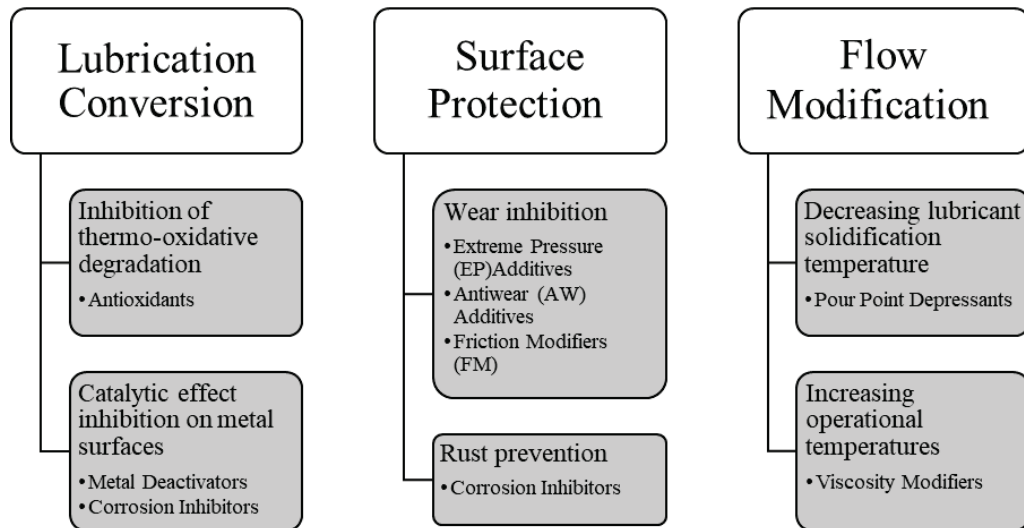 Lubrication
Conversion
Inhibition of
thermo-oxidative
degradation
•Antioxidants
Catalytic effect
inhibition on metal
surfaces
•Metal Deactivators
•Corrosion Inhibitors
Surface
Protection
Wear inhibition
•Extreme Pressure
(EP)Additives
•Antiwear (AW)
Additives
•Friction Modifiers
(FM)
Rust prevention
•Corrosion Inhibitors
Flow
Modification
Decreasing lubricant
solidification
temperature
•Pour Point Depressants
Increasing
operational
temperatures
•Viscosity Modifiers